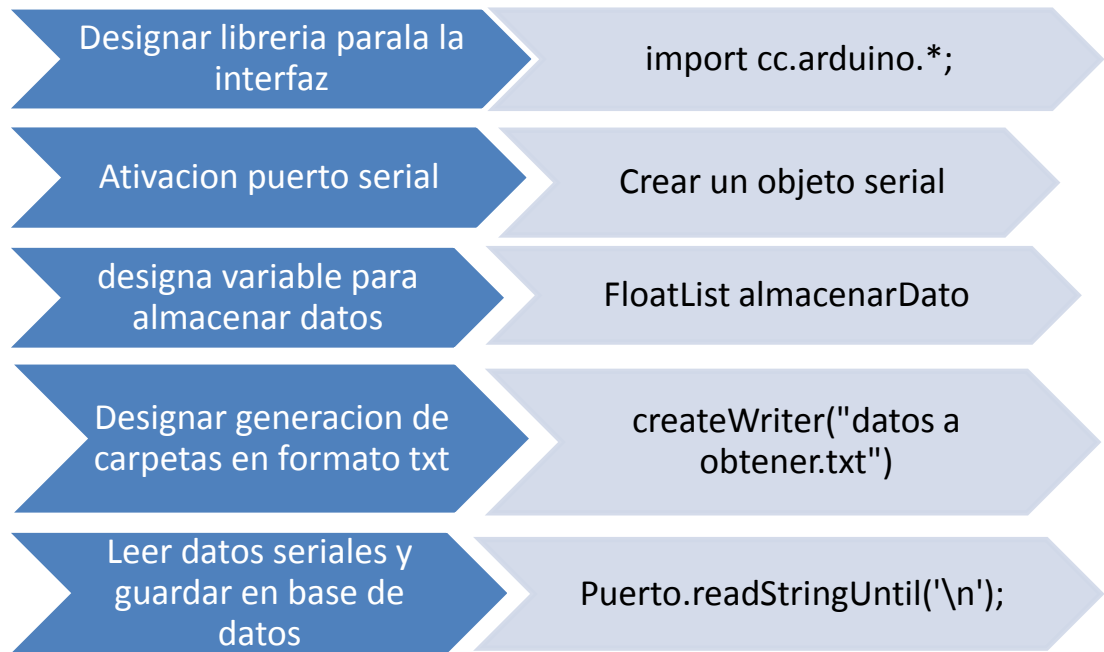 Designar libreria parala la
interfaz
import cc.arduino.*;
Ativacion puerto serial
Crear un objeto serial
designa variable para
almacenar datos
FloatList almacenarDato
Designar generacion de
carpetas en formato txt
createWriter("datos a
obtener.txt")
Leer datos seriales y
guardar en base de
datos
Puerto.readStringUntil('\n');